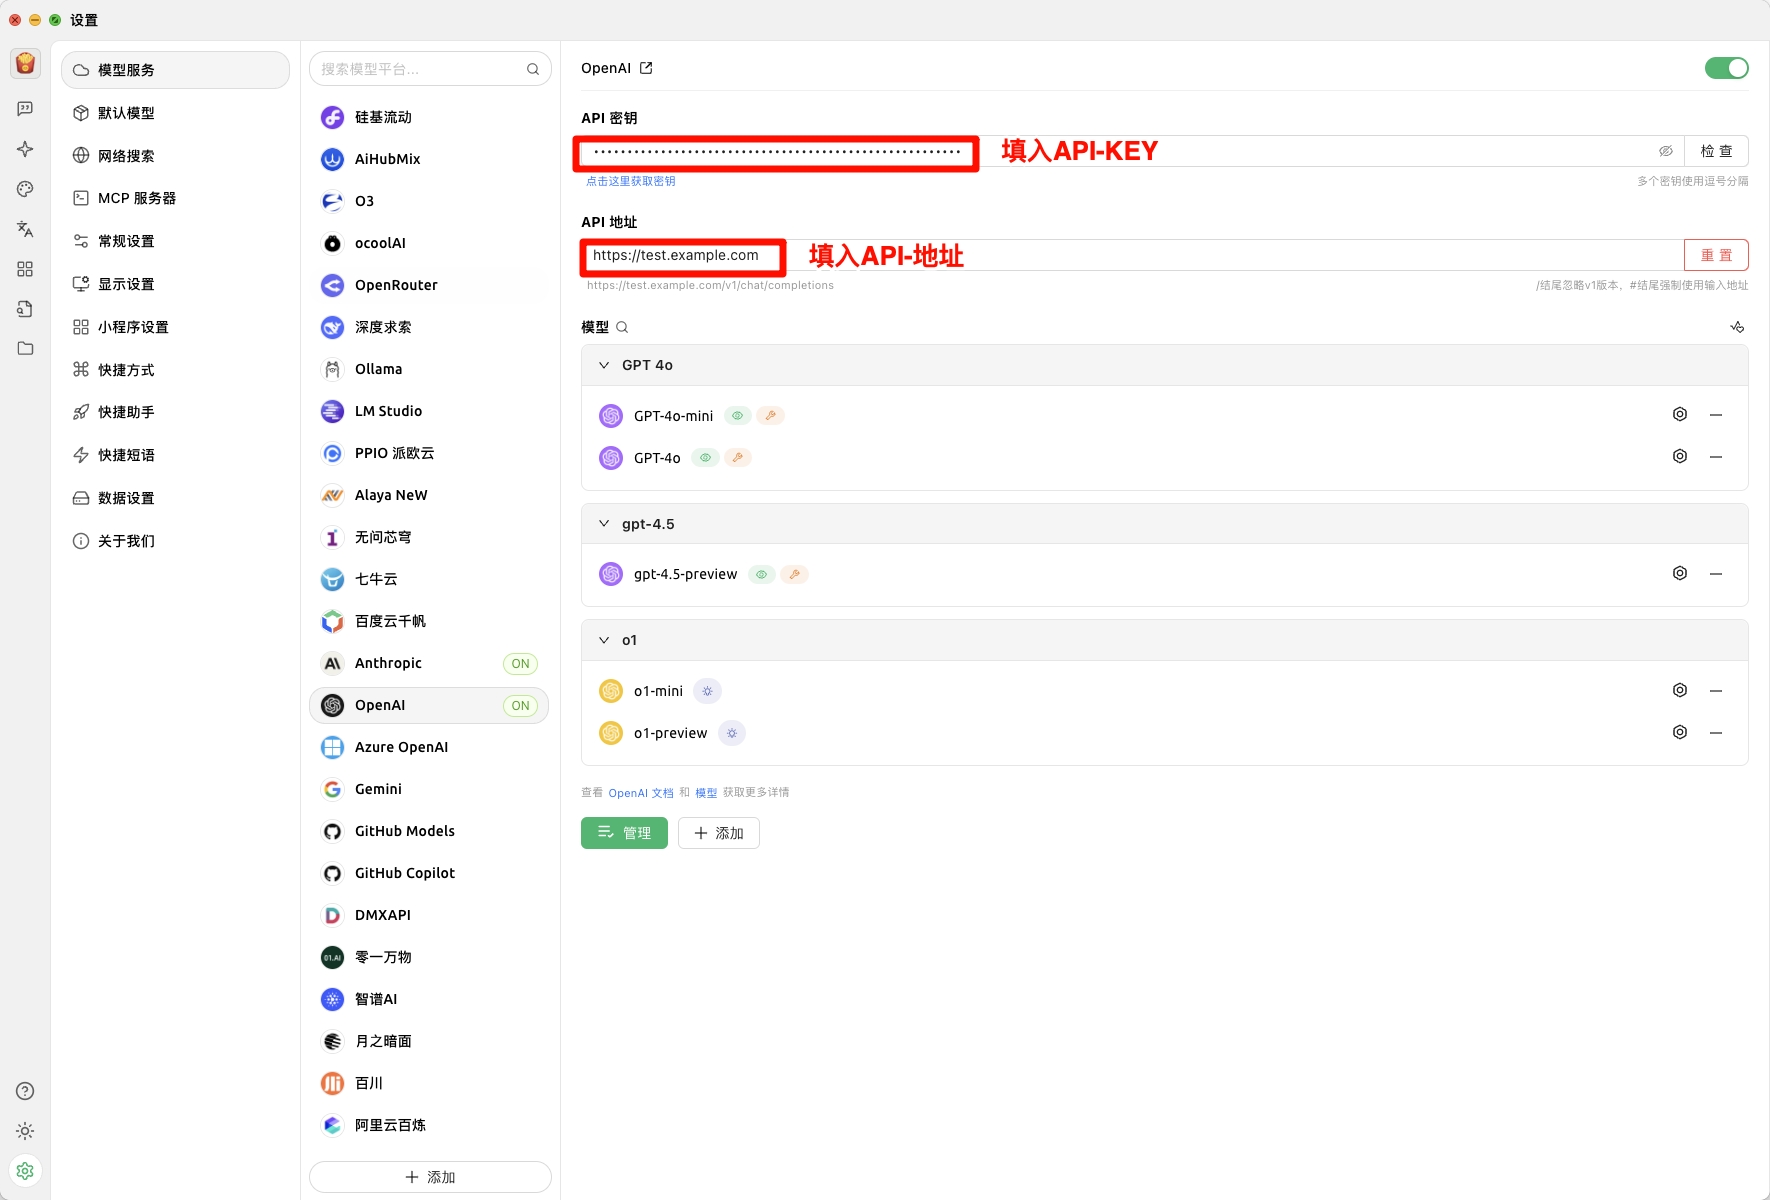 设置
模型服务
默认模型
网络搜索
MCP 服务器
常规设置
显示设置
小程序设置
快捷方式
快捷助手
快捷短语
数据设置
关于我们
搜索模型平台...
硅基流动
AiHubMix
O3
ocoolAI
OpenRouter
深度求索
Ollama
LM Studio
PPIO 派欧云
Alaya NeW
无问芯穹
七牛云
百度云千帆
Anthropic ON
OpenAI ON
Azure OpenAI
Gemini
GitHub Models
GitHub Copilot
DMXAPI
零一万物
智谱AI
月之暗面
百川
阿里云百炼
添加
OpenAI
API 密钥
填入API-KEY
检 查
点击这里获取密钥
多个密钥使用逗号分隔
API 地址
https://test.example.com
填入API-地址
重 置
https://test.example.com/v1/chat/completions
/结尾忽略v1版本，#结尾强制使用输入地址
模型
GPT 4o
GPT-4o-mini
GPT-4o
gpt-4.5
gpt-4.5-preview
o1
o1-mini
o1-preview
查看 OpenAI 文档 和 模型 获取更多详情
管理
添加